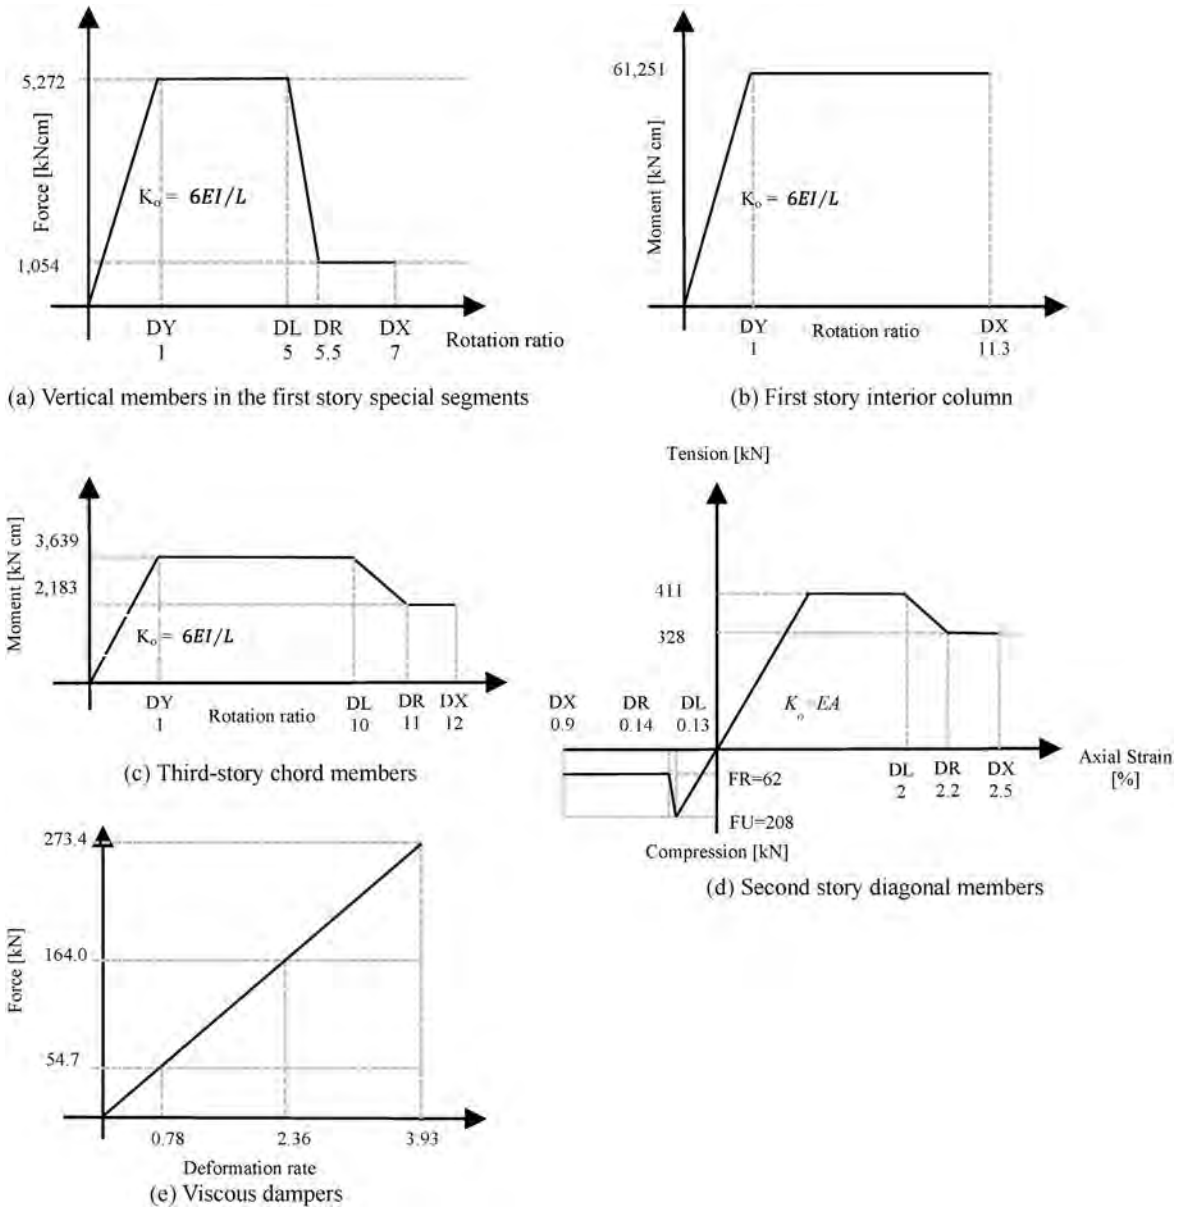 5,272
Force [kNcm]
K₀ = 6EI/L
1,054
DY DL DR DX
1 5 5.5 7
Rotation ratio
(a) Vertical members in the first story special segments
61,251
Moment [kN cm]
K₀ = 6EI/L
DY Rotation ratio DX
1 11.3
(b) First story interior column
3,639
Moment [kN cm]
2,183
K₀ = 6EI/L
DY DL DR DX
1 Rotation ratio 10 11 12
(c) Third-story chord members
Tension [kN]
411
328
DX DR DL
0.9 0.14 0.13
K₀=EA
FR=62
FU=208
DL DR DX
2 2.2 2.5
Axial Strain
[%]
Compression [kN]
(d) Second story diagonal members
273.4
Force [kN]
164.0
54.7
0.78 2.36 3.93
Deformation rate
(e) Viscous dampers